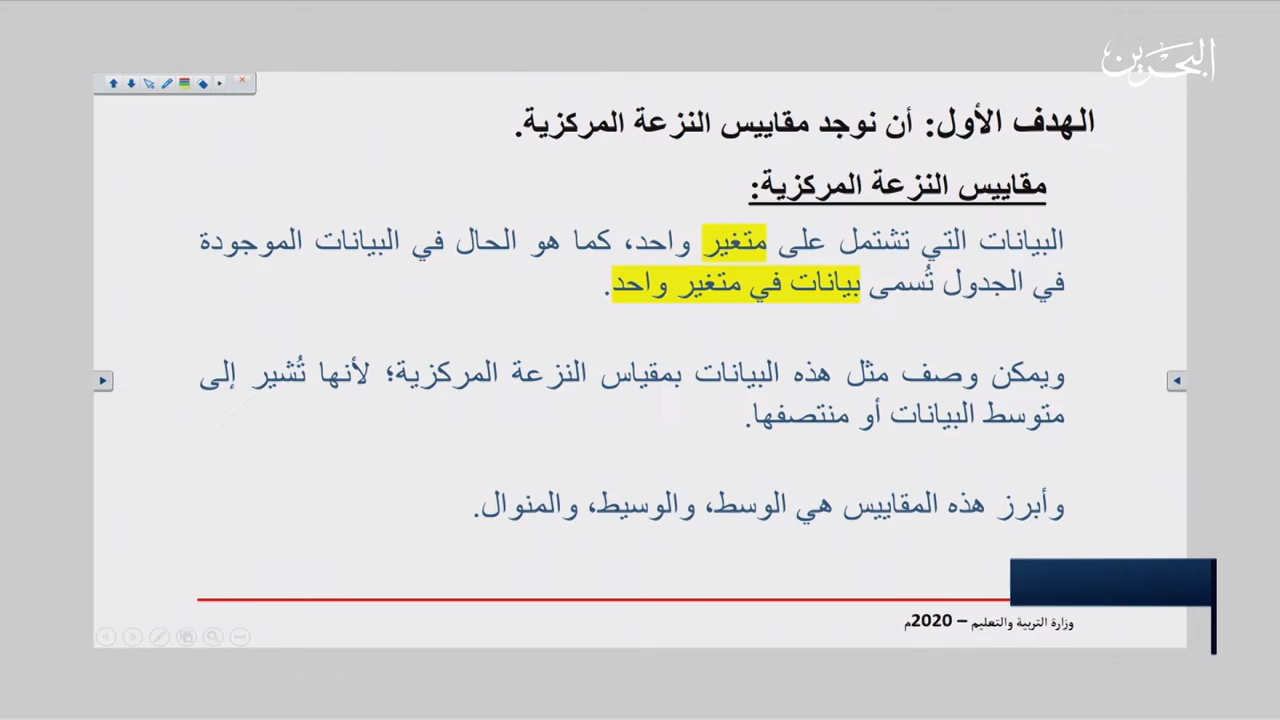 البحرين
الهدف الأول: أن نوجد مقاييس النزعة المركزية.
مقاييس النزعة المركزية:
البيانات التي تشتمل على متغير واحد، كما هو الحال في البيانات الموجودة
في الجدول تُسمى بيانات في متغير واحد.
ويمكن وصف مثل هذه البيانات بمقياس النزعة المركزية؛ لأنها تُشير إلى
متوسط البيانات أو منتصفها.
وأبرز هذه المقاييس هي الوسط، والوسيط، والمنوال.
وزارة التربية والتعليم – 2020م